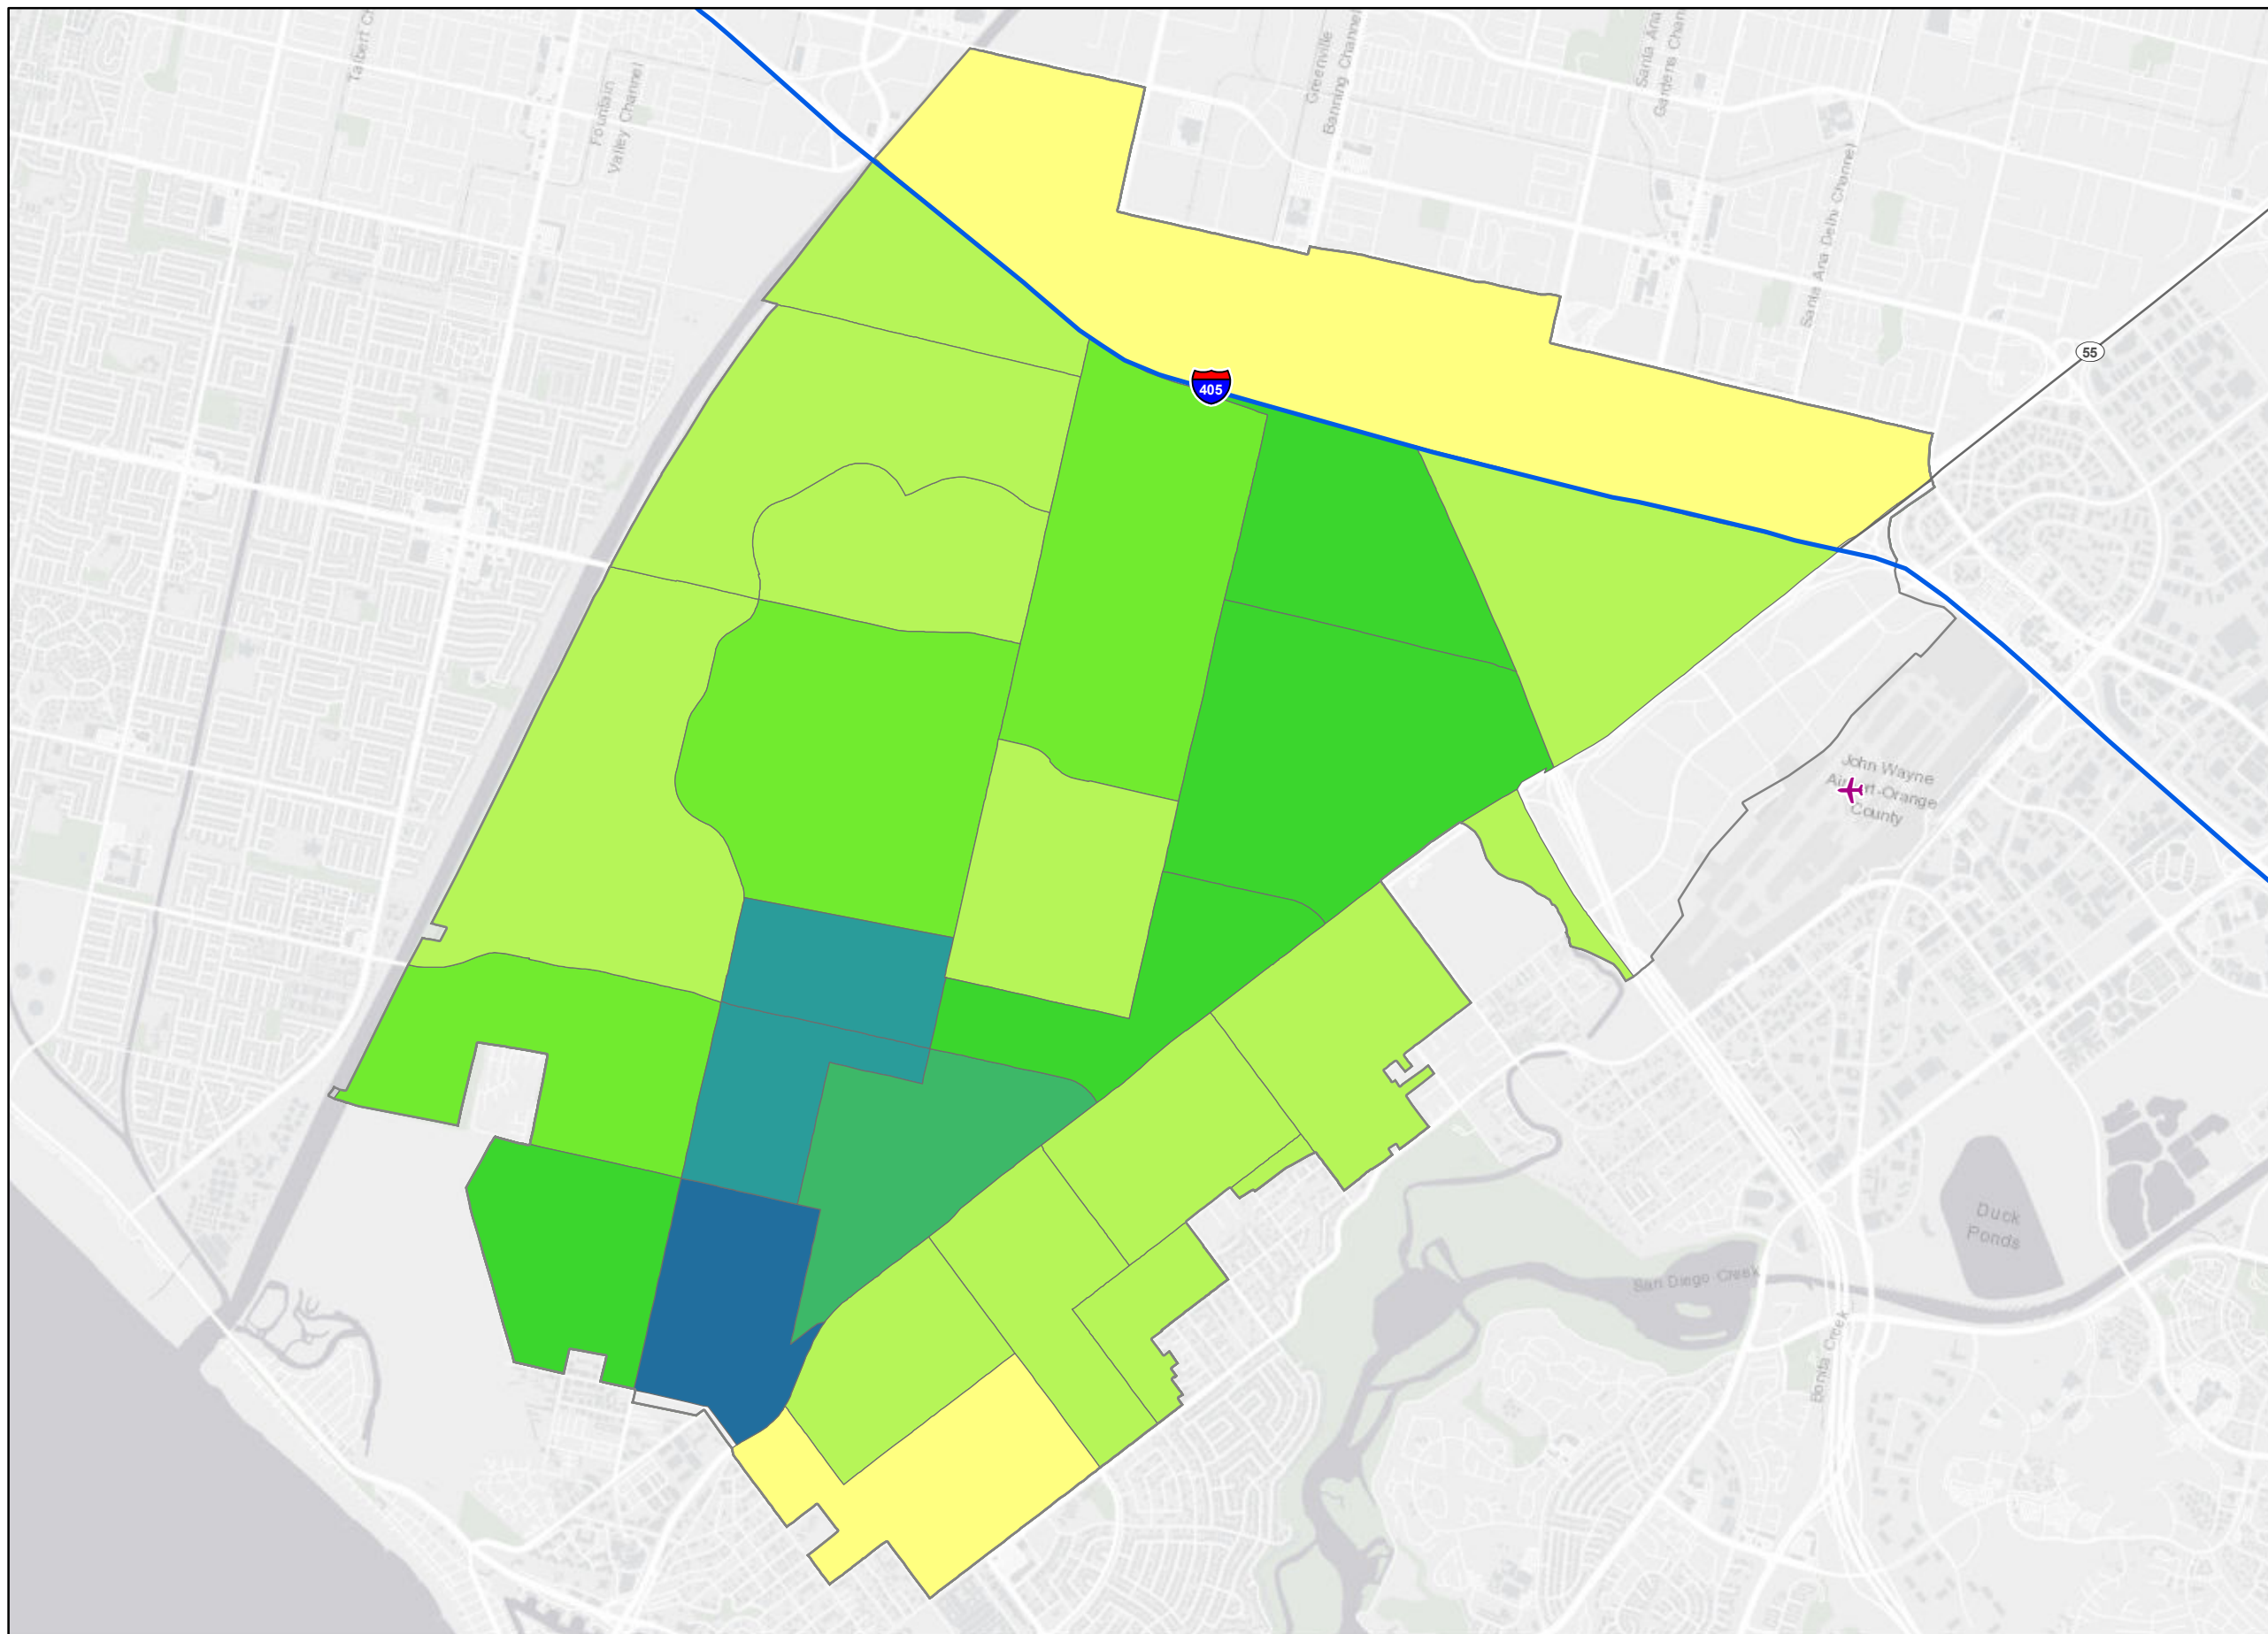 Talbert C
Fountain
Valley Channel
Greenville
Banning Channel
Santa Ana
Gardens Chan
Santa Ana Delhi Channel
55
405
John Wayne
Airport-Orange
County
Duck
Ponds
San Diego Creek
Bonita Creek